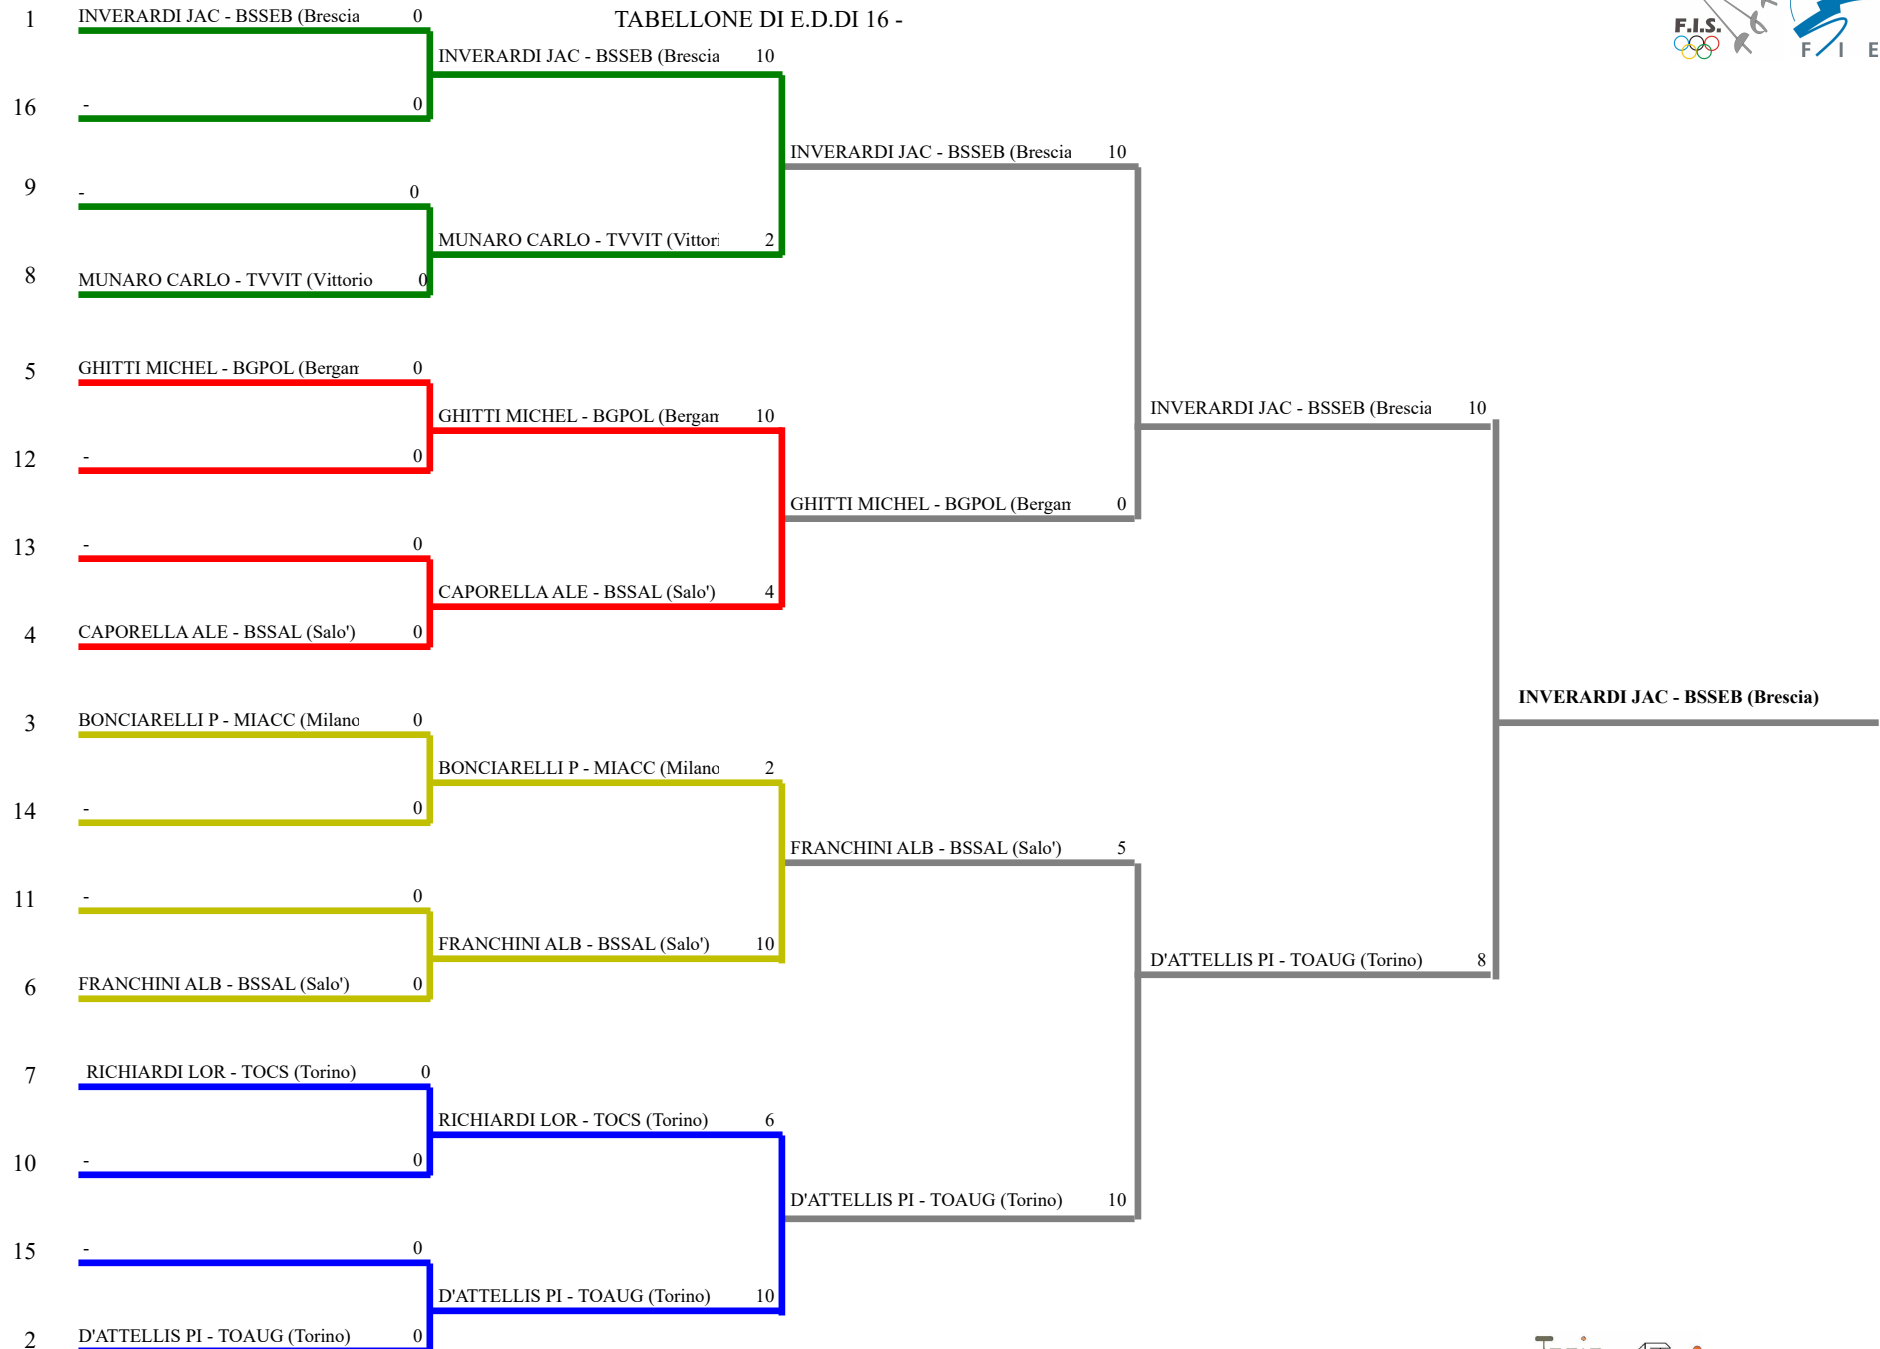 TABELLONE DI E.D.DI 16 -
F.I.S.
F I E
1 INVERARDI JAC - BSSEB (Brescia 0
INVERARDI JAC - BSSEB (Brescia 10
16 - 0
INVERARDI JAC - BSSEB (Brescia 10
9 - 0
MUNARO CARLO - TVVIT (Vittori 2
8 MUNARO CARLO - TVVIT (Vittorio 0
5 GHITTI MICHEL - BGPOL (Bergam 0
INVERARDI JAC - BSSEB (Brescia 10
GHITTI MICHEL - BGPOL (Bergam 10
12 - 0
GHITTI MICHEL - BGPOL (Bergam 0
13 - 0
CAPORELLA ALE - BSSAL (Salo') 4
4 CAPORELLA ALE - BSSAL (Salo') 0
INVERARDI JAC - BSSEB (Brescia)
3 BONCIARELLI P - MIACC (Milano 0
BONCIARELLI P - MIACC (Milano 2
14 - 0
FRANCHINI ALB - BSSAL (Salo') 5
11 - 0
FRANCHINI ALB - BSSAL (Salo') 10
D'ATTELLIS PI - TOAUG (Torino) 8
6 FRANCHINI ALB - BSSAL (Salo') 0
7 RICHIARDI LOR - TOCS (Torino) 0
RICHIARDI LOR - TOCS (Torino) 6
10 - 0
D'ATTELLIS PI - TOAUG (Torino) 10
15 - 0
D'ATTELLIS PI - TOAUG (Torino) 10
2 D'ATTELLIS PI - TOAUG (Torino) 0